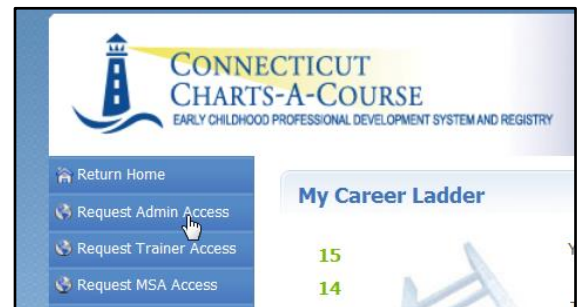 CONNECTICUT
CHARTS-A-COURSE
EARLY CHILDHOOD PROFESSIONAL DEVELOPMENT SYSTEM AND REGISTRY
Return Home
Request Admin Access
Request Trainer Access
Request MSA Access
My Career Ladder
15
14